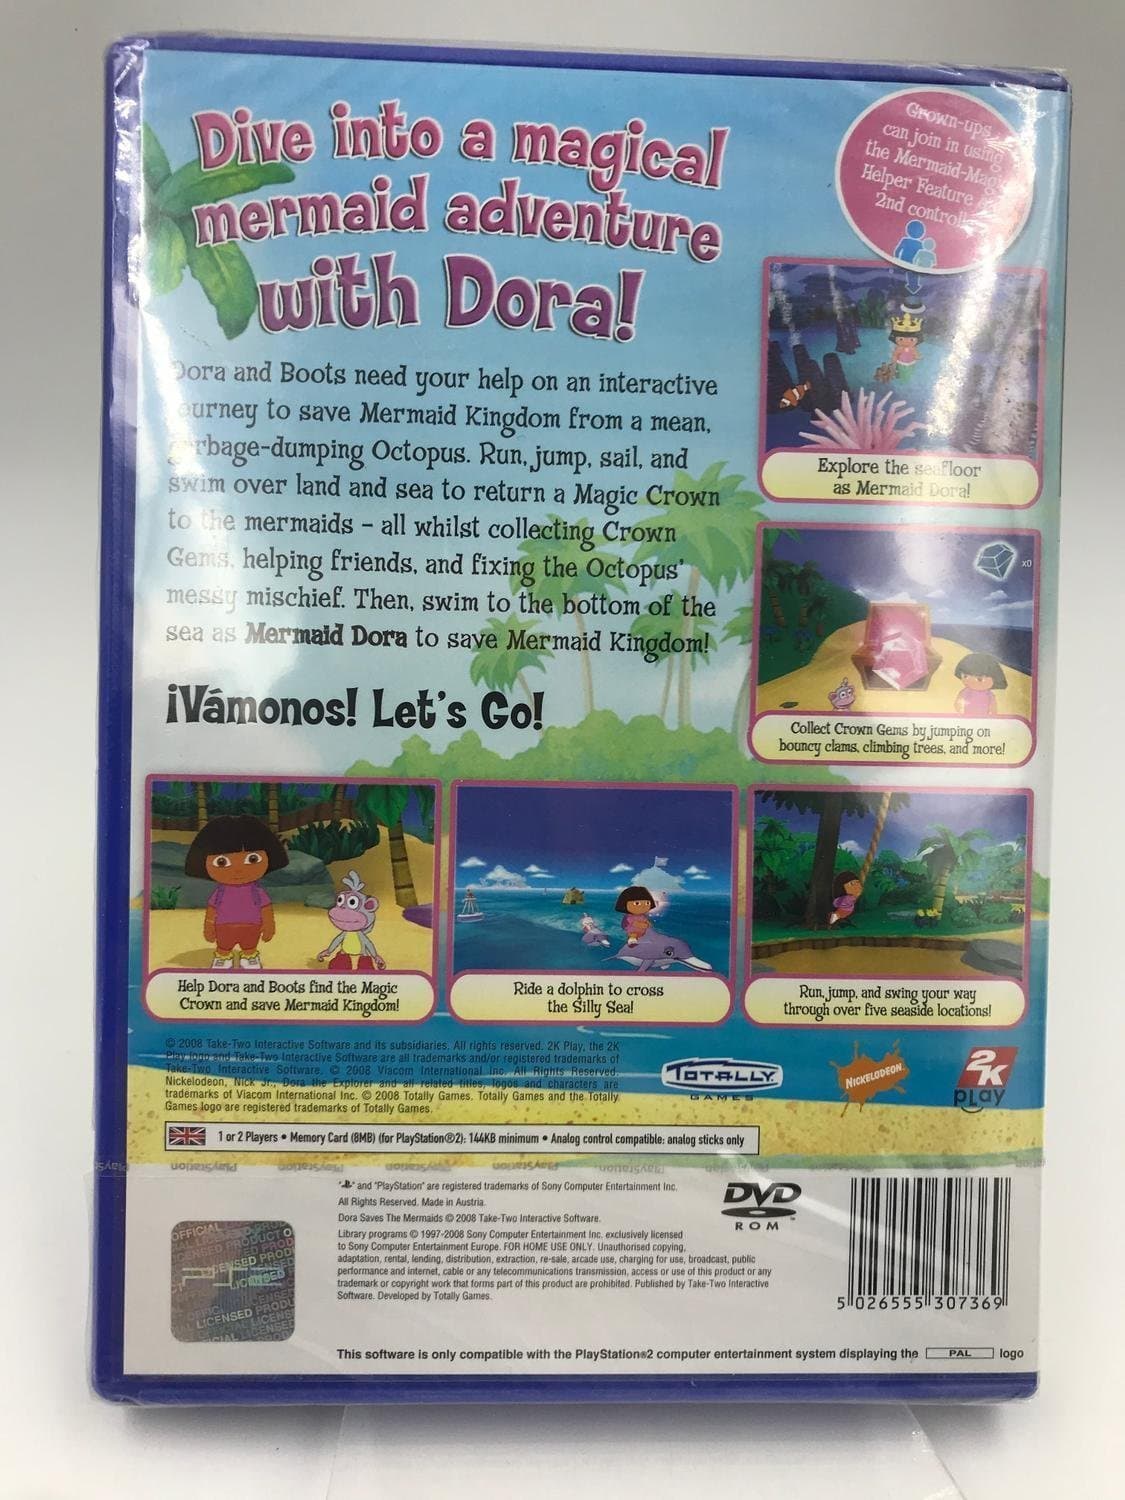 Dive into a magical
mermaid adventure
with Dora!
Grown-ups
can join in using
the Mermaid-Mag
Helper Feature
2nd controll
Dora and Boots need your help on an interactive
journey to save Mermaid Kingdom from a mean,
garbage-dumping Octopus. Run, jump, sail, and
swim over land and sea to return a Magic Crown
to the mermaids – all whilst collecting Crown
Gems, helping friends, and fixing the Octopus'
messy mischief. Then, swim to the bottom of the
sea as Mermaid Dora to save Mermaid Kingdom!
¡Vámonos! Let's Go!
Explore the seafloor
as Mermaid Dora!
x0
Collect Crown Gems by jumping on
bouncy clams, climbing trees, and more!
Help Dora and Boots find the Magic
Crown and save Mermaid Kingdom!
Ride a dolphin to cross
the Silly Sea!
Run, jump, and swing your way
through over five seaside locations!
© 2008 Take-Two Interactive Software and its subsidiaries. All rights reserved. 2K Play, the 2K
Play logo and Take-Two Interactive Software are all trademarks and/or registered trademarks of
Take-Two Interactive Software. © 2008 Viacom International Inc. All Rights Reserved.
Nickelodeon, Nick Jr., Dora the Explorer and all related titles, logos and characters are
trademarks of Viacom International Inc. © 2008 Totally Games. Totally Games and the Totally
Games logo are registered trademarks of Totally Games.
TOTALLY
GAMES
NICKELODEON
2K
PLay
1 or 2 Players • Memory Card (8MB) (for PlayStation®2): 144KB minimum • Analog control compatible: analog sticks only
PlayStation PlayStation PlayStation PlayStation PlayStation PlayStation
" " and "PlayStation" are registered trademarks of Sony Computer Entertainment Inc.
All Rights Reserved. Made in Austria.
Dora Saves The Mermaids © 2008 Take-Two Interactive Software.
Library programs © 1997-2008 Sony Computer Entertainment Inc. exclusively licensed
to Sony Computer Entertainment Europe. FOR HOME USE ONLY. Unauthorised copying,
adaptation, rental, lending, distribution, extraction, re-sale, arcade use, charging for use, broadcast, public
performance and internet, cable or any telecommunications transmission, access or use of this product or any
trademark or copyright work that forms part of this product are prohibited. Published by Take-Two Interactive
Software. Developed by Totally Games.
DVD
ROM
OFFICIAL
LICENSED PRODUCT
LICENSED PROD
5 026555 307369
This software is only compatible with the PlayStation®2 computer entertainment system displaying the PAL logo